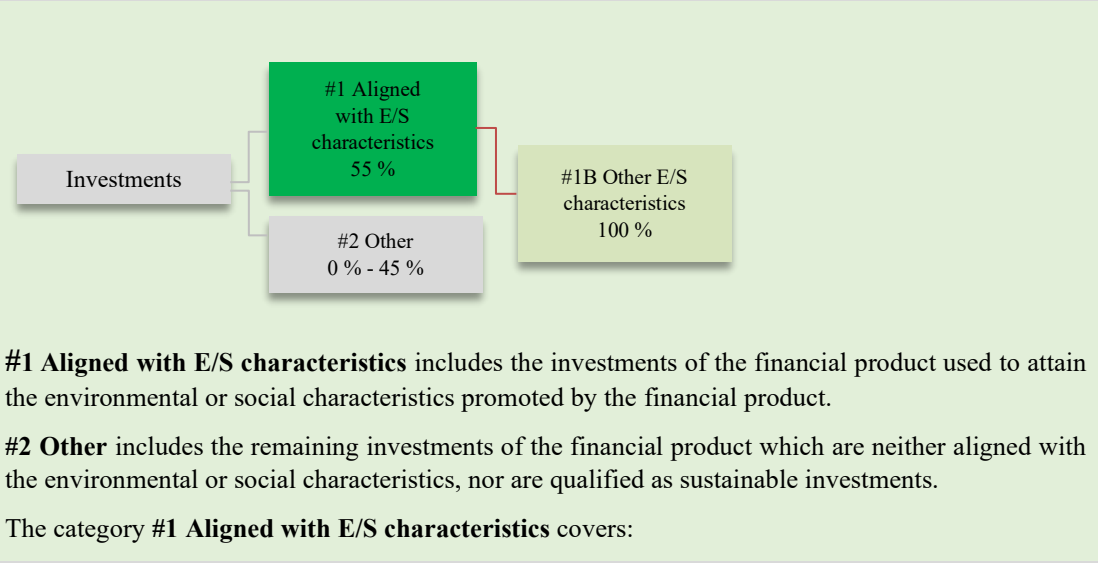 #1 Aligned
with E/S
characteristics
55 %
Investments
#1B Other E/S
characteristics
100 %
#2 Other
0 % - 45 %
#1 Aligned with E/S characteristics includes the investments of the financial product used to attain
the environmental or social characteristics promoted by the financial product.
#2 Other includes the remaining investments of the financial product which are neither aligned with
the environmental or social characteristics, nor are qualified as sustainable investments.
The category #1 Aligned with E/S characteristics covers: